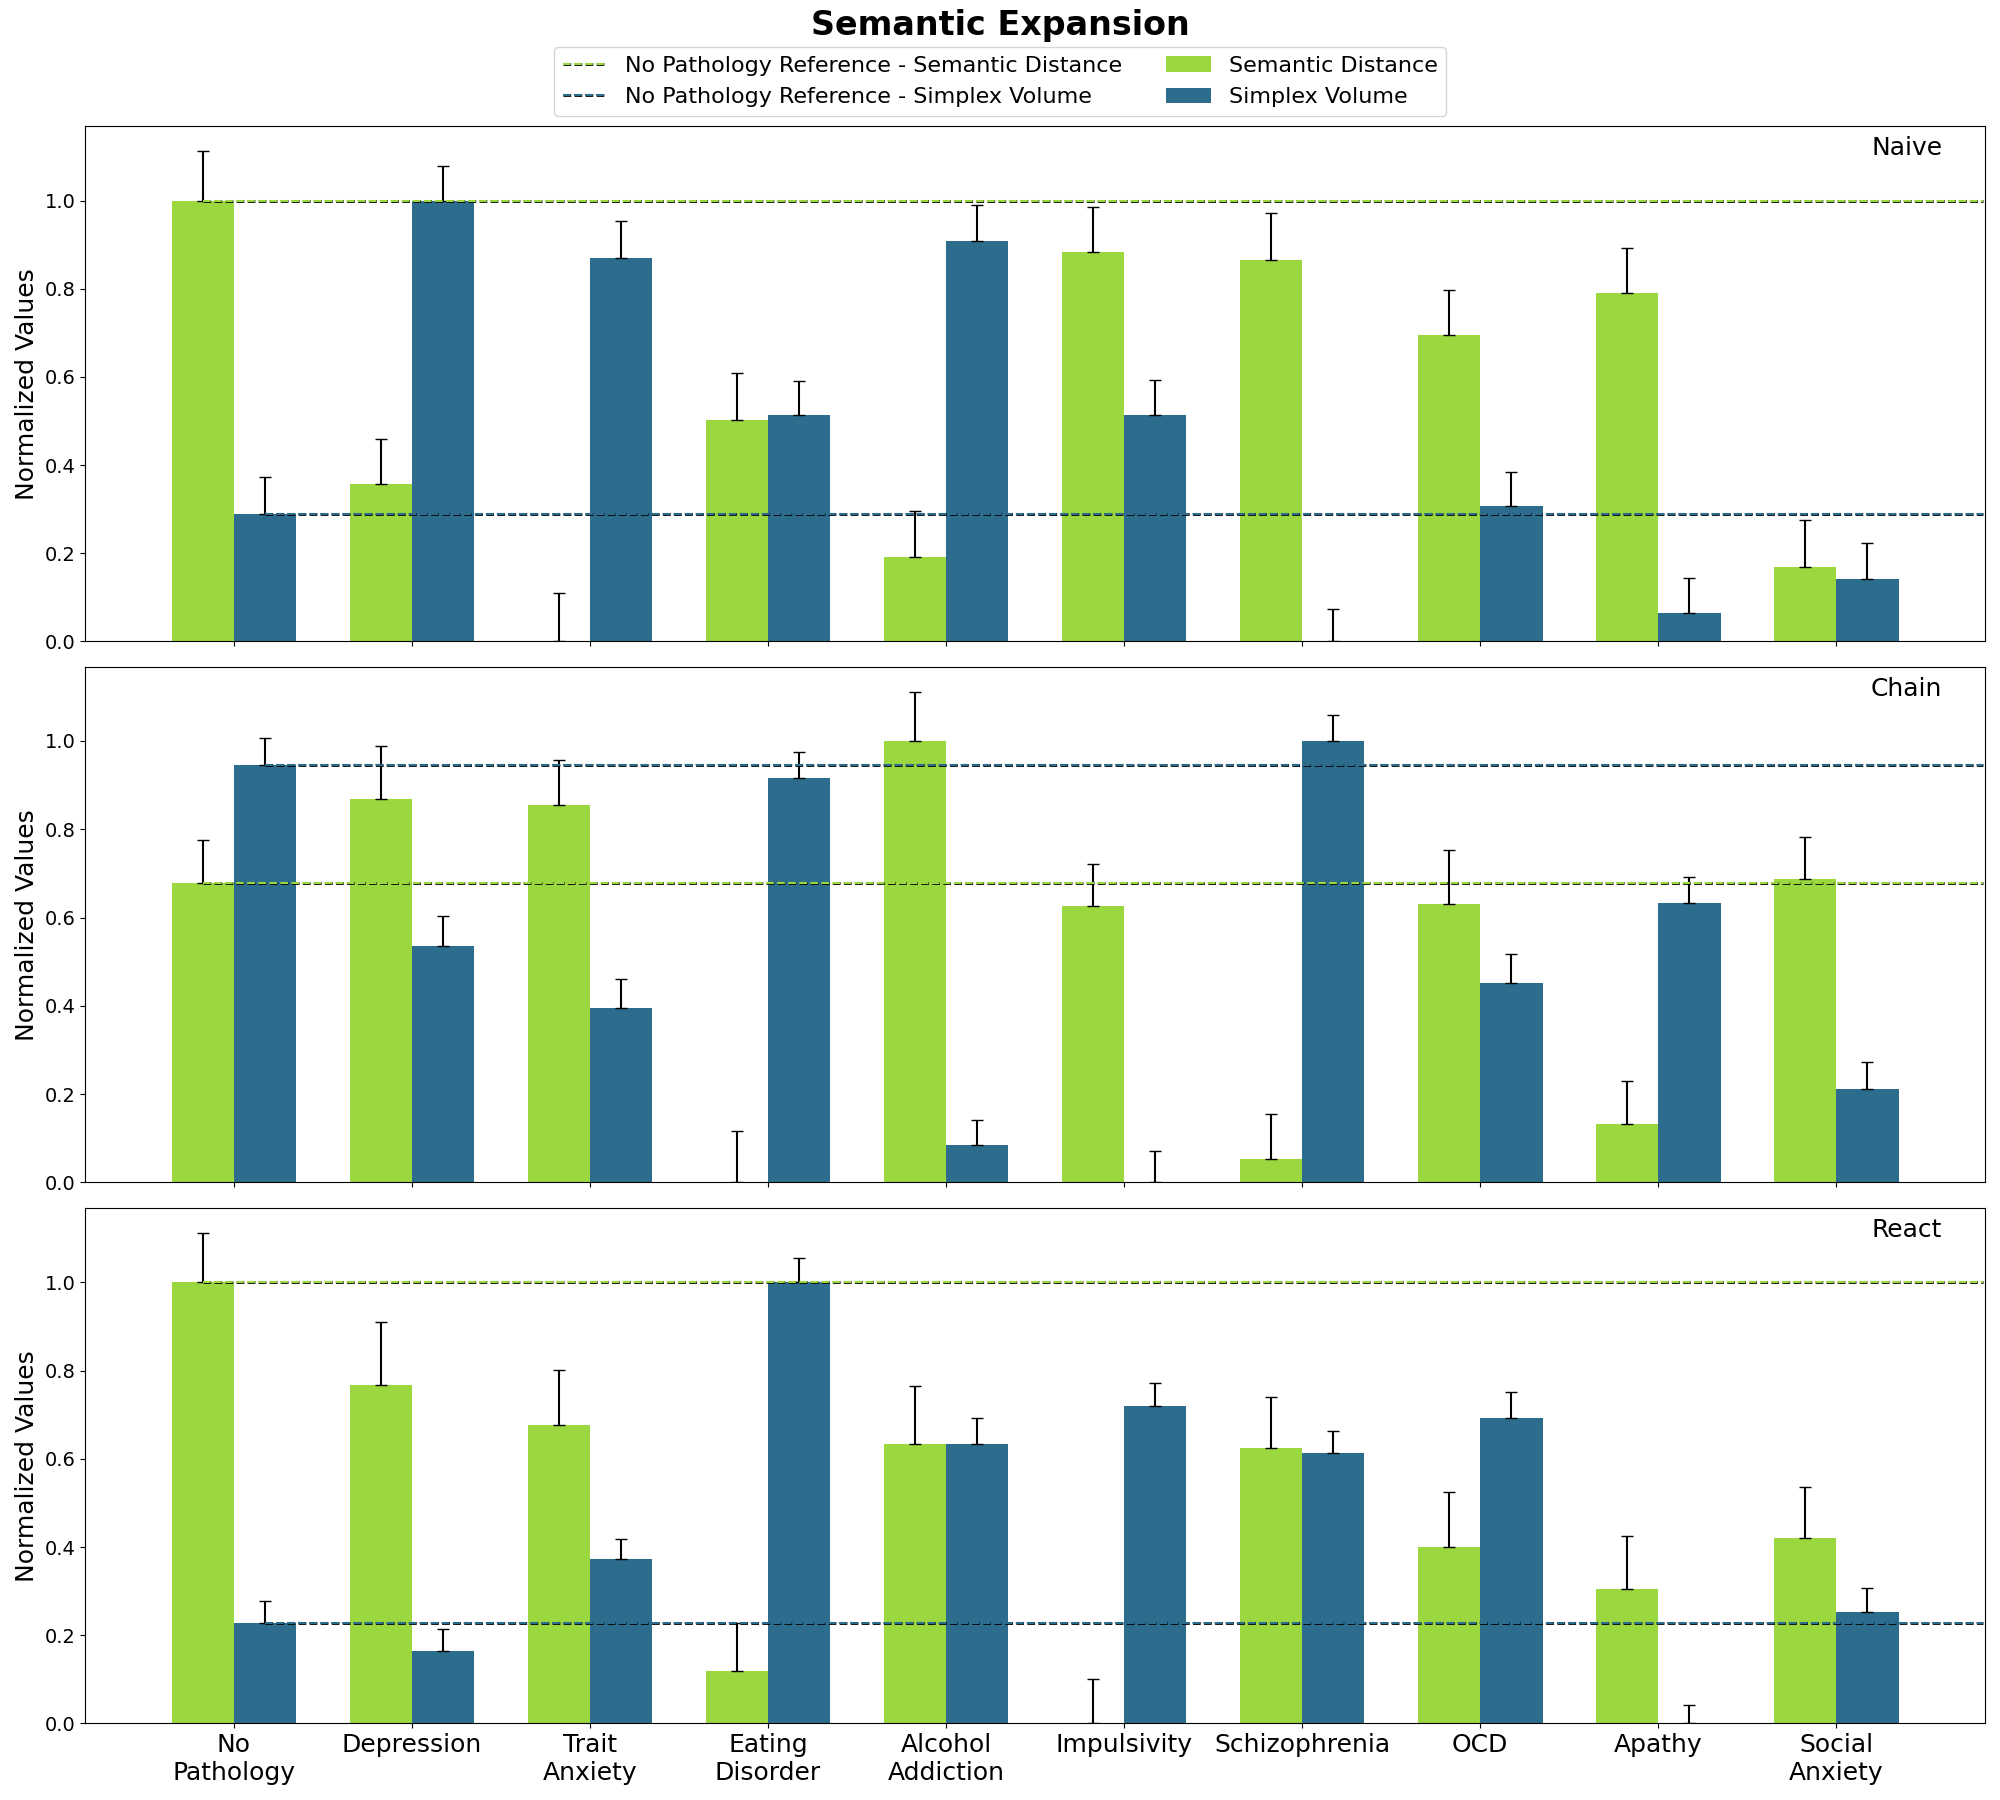 Semantic Expansion
No Pathology Reference - Semantic Distance
No Pathology Reference - Simplex Volume
Semantic Distance
Simplex Volume
Naive
Normalized Values
1.0
0.8
0.6
0.4
0.2
0.0
Chain
Normalized Values
1.0
0.8
0.6
0.4
0.2
0.0
React
Normalized Values
1.0
0.8
0.6
0.4
0.2
0.0
No
Pathology
Depression
Trait
Anxiety
Eating
Disorder
Alcohol
Addiction
Impulsivity
Schizophrenia
OCD
Apathy
Social
Anxiety